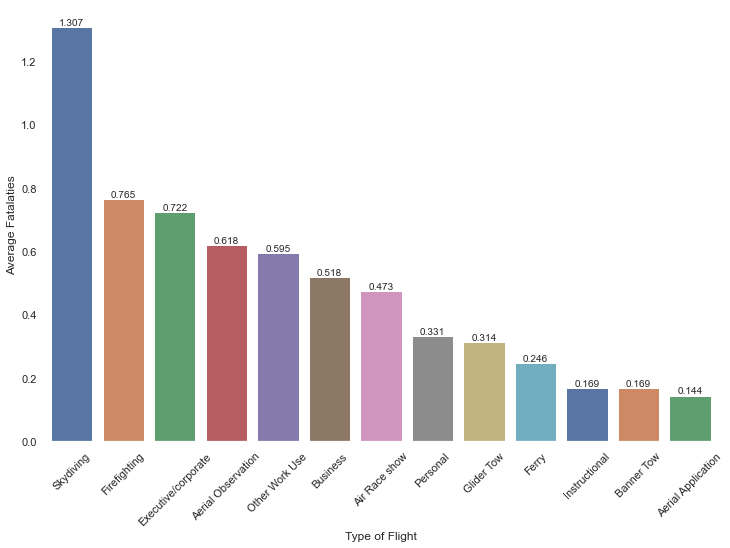 1.307
1.2
1.0
0.8
0.6
0.4
0.2
0.0
0.765
0.722
0.618
0.595
0.518
0.473
0.331
0.314
0.246
0.169
0.169
0.144
Average Fatalaties
Skydiving
Firefighting
Executive/corporate
Aerial Observation
Other Work Use
Business
Air Race show
Personal
Glider Tow
Ferry
Instructional
Banner Tow
Aerial Application
Type of Flight